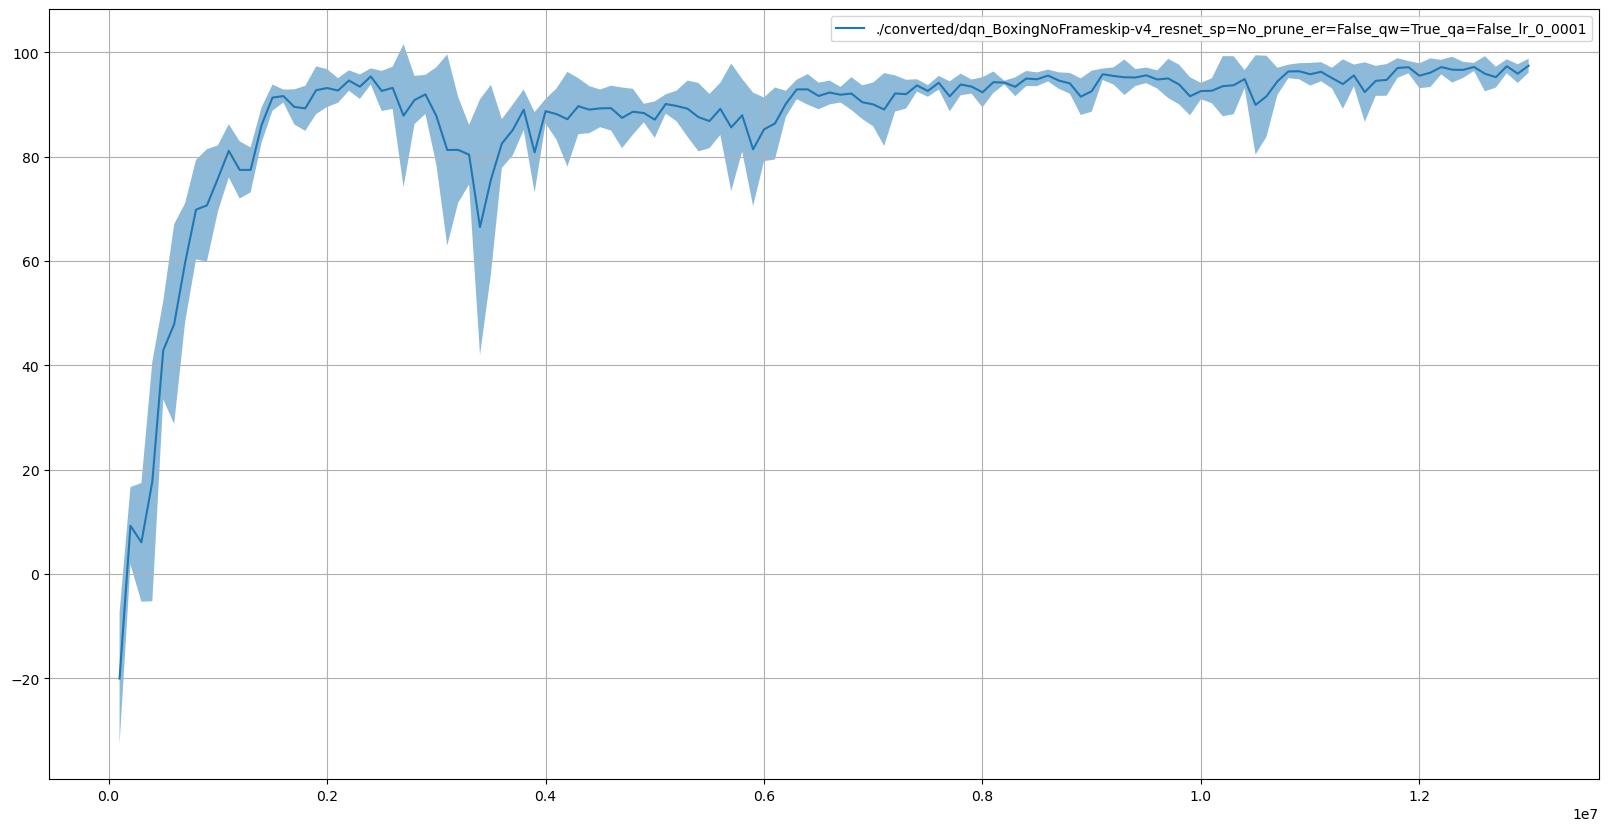 ./converted/dqn_BoxingNoFrameskip-v4_resnet_sp=No_prune_er=False_qw=True_qa=False_lr_0_0001
100
80
60
40
20
0
−20
0.0 0.2 0.4 0.6 0.8 1.0 1.2
1e7